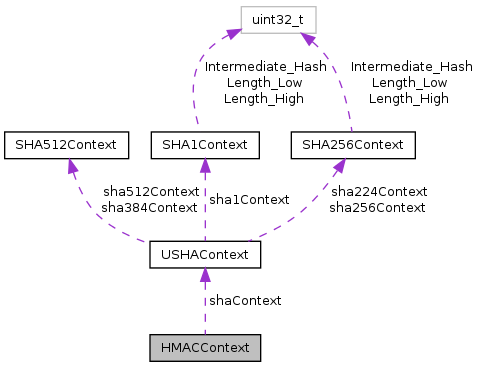 uint32_t
Intermediate_Hash
Length_Low
Length_High
Intermediate_Hash
Length_Low
Length_High
SHA512Context
SHA1Context
SHA256Context
sha512Context
sha384Context
sha1Context
sha224Context
sha256Context
USHAContext
shaContext
HMACContext